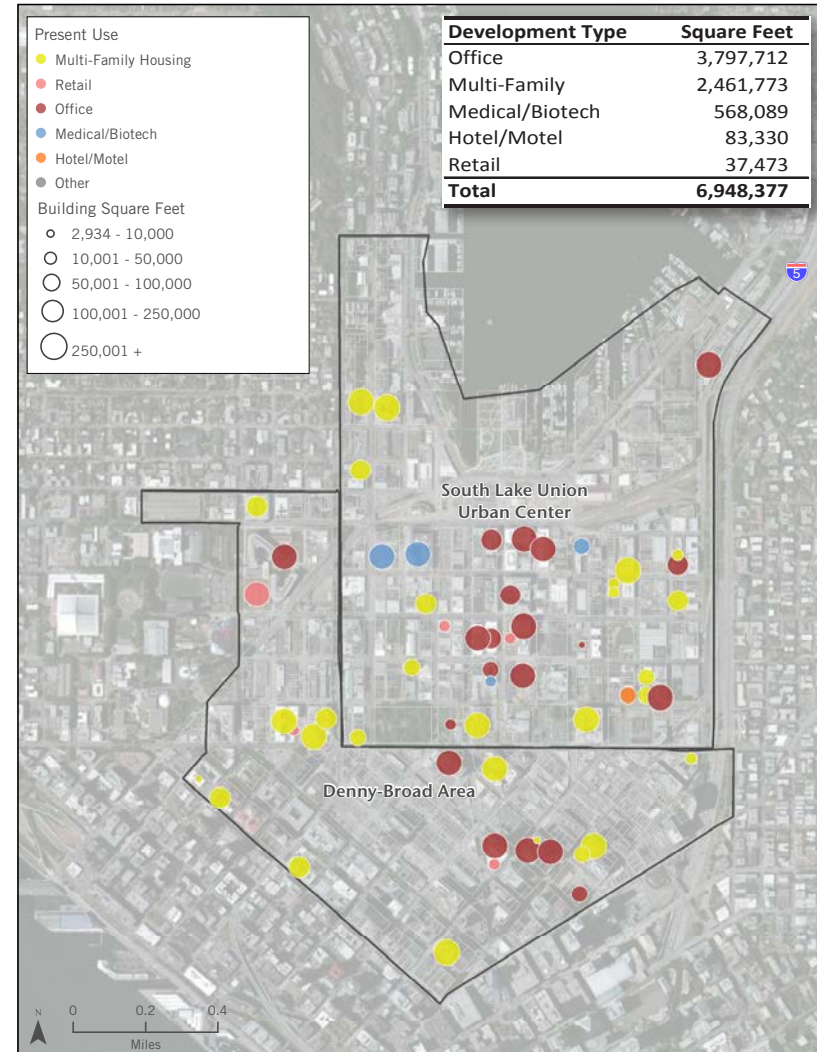 Present Use
Multi-Family Housing
Retail
Office
Medical/Biotech
Hotel/Motel
Other
Building Square Feet
2,934 - 10,000
10,001 - 50,000
50,001 - 100,000
100,001 - 250,000
250,001 +
Development Type Square Feet
Office 3,797,712
Multi-Family 2,461,773
Medical/Biotech 568,089
Hotel/Motel 83,330
Retail 37,473
Total 6,948,377
5
South Lake Union
Urban Center
Denny-Broad Area
N
0 0.2 0.4
Miles